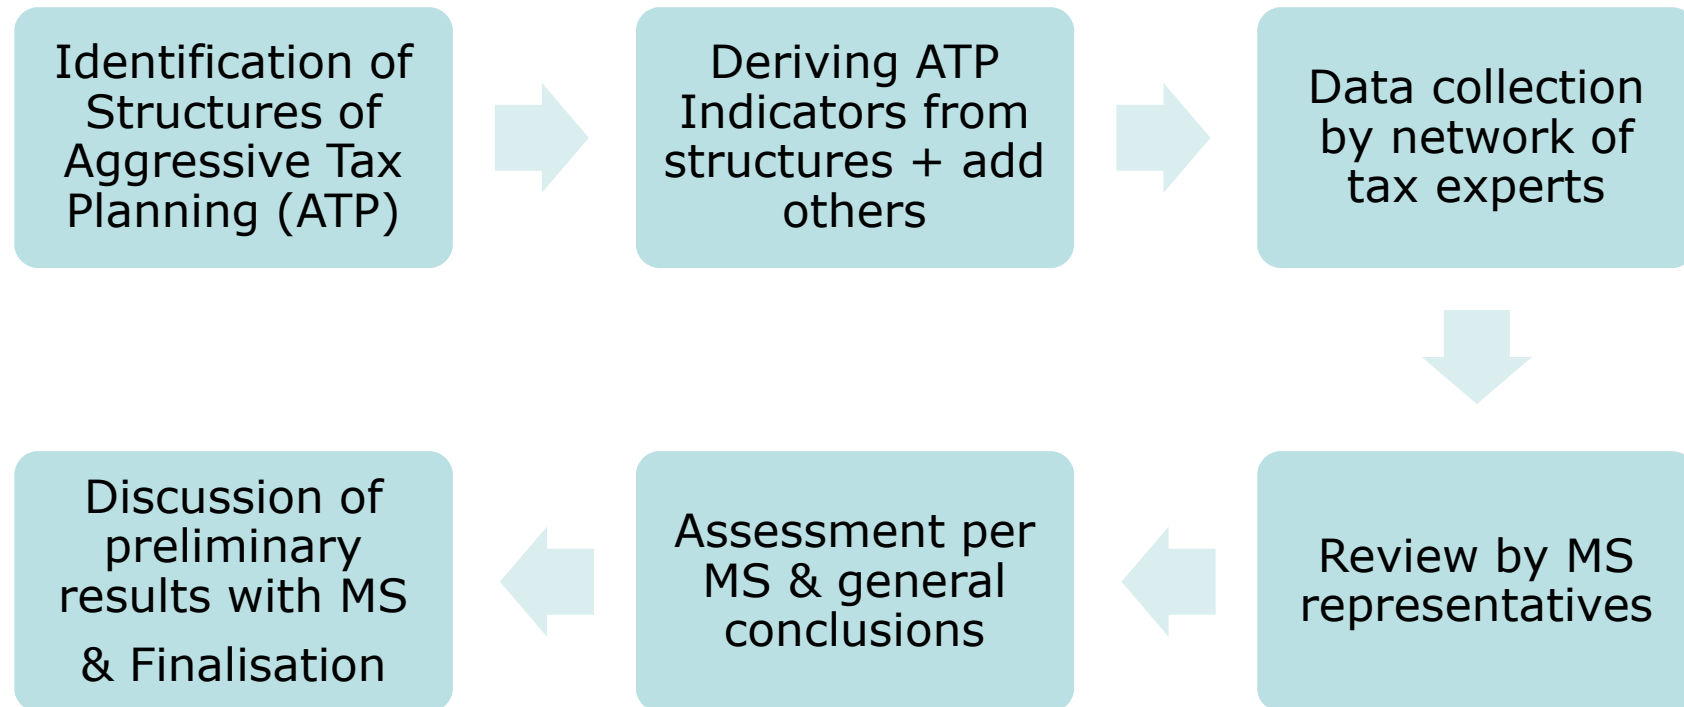 Identification of
Structures of
Aggressive Tax
Planning (ATP)
Deriving ATP
Indicators from
structures + add
others
Data collection
by network of
tax experts
Review by MS
representatives
Assessment per
MS & general
conclusions
Discussion of
preliminary
results with MS
& Finalisation